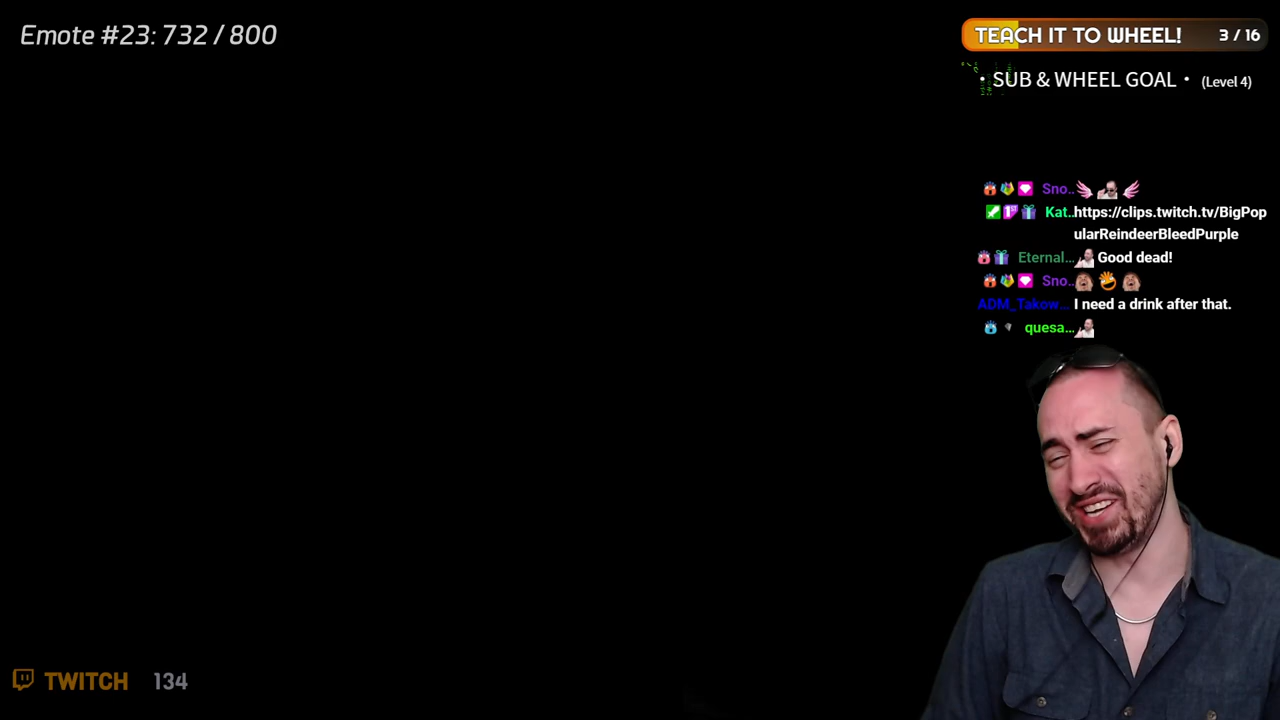 Emote #23: 732 / 800
TEACH IT TO WHEEL! 3 / 16
• SUB & WHEEL GOAL • (Level 4)
Sno..
Kat.. https://clips.twitch.tv/BigPop
ularReindeerBleedPurple
Eternal... Good dead!
Sno..
ADM_Takow... I need a drink after that.
quesa...
TWITCH 134